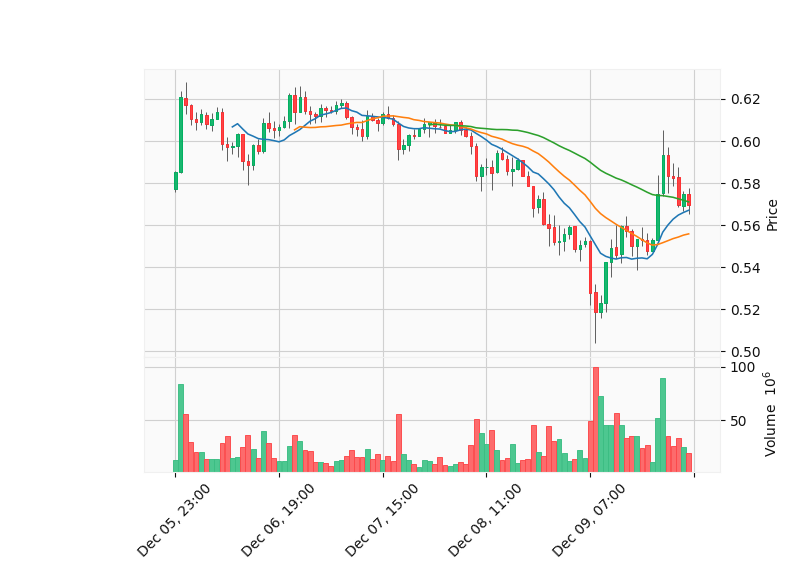 0.62
0.60
0.58
0.56
0.54
0.52
0.50
Price
100
50
Volume 10^6
Dec 05, 23:00
Dec 06, 19:00
Dec 07, 15:00
Dec 08, 11:00
Dec 09, 07:00